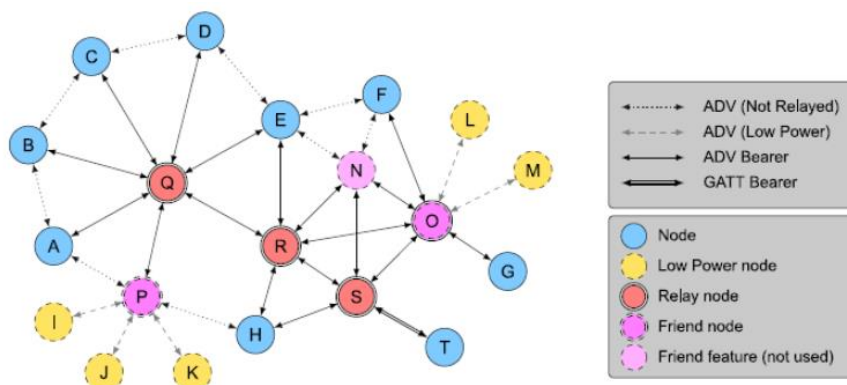 D
C
F
E
L
B
ADV (Not Relayed)
ADV (Low Power)
ADV Bearer
GATT Bearer
N
M
Q
O
A
R
Node
G
Low Power node
P
S
Relay node
I
H
Friend node
T
J
K
Friend feature (not used)